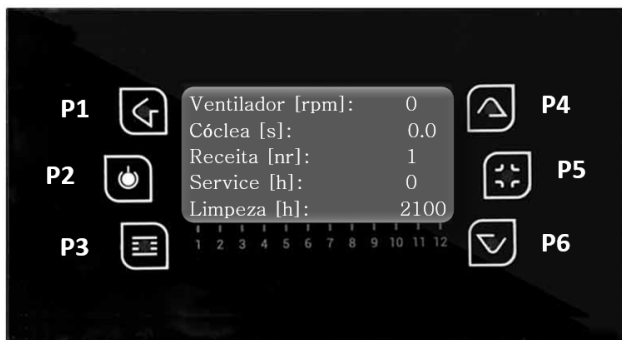 P1
P2
P3
Ventilador [rpm]: 0
Cóclea [s]: 0.0
Receita [nr]: 1
Service [h]: 0
Limpeza [h]: 2100
1 2 3 4 5 6 7 8 9 10 11 12
P4
P5
P6